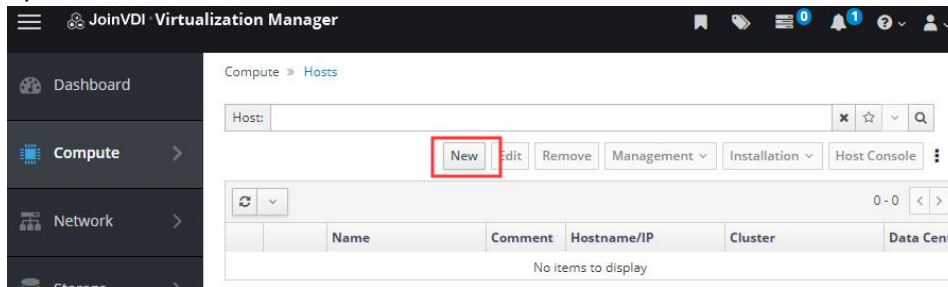 JoinVDI Virtualization Manager
0
1
?
Dashboard
Compute » Hosts
Host:
Compute
New Edit Remove Management Installation Host Console
Network
0 - 0
Name Comment Hostname/IP Cluster Data Cen
No items to display
Storage